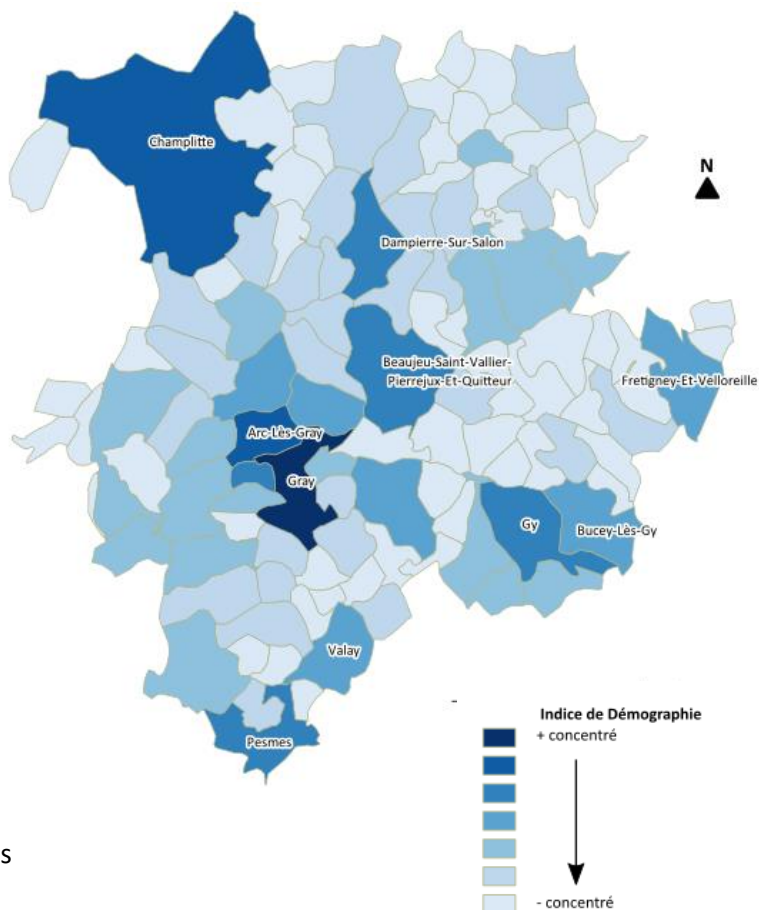 Champlitte
N
Dampierre-Sur-Salon
Beaujeu-Saint-Vallier-
Pierrejux-Et-Quitteur
Fretigney-Et-Velloreille
Arc-Lès-Gray
Gray
Gy
Bucey-Lès-Gy
Valay
Pesmes
-
Indice de Démographie
+ concentré
- concentré
s